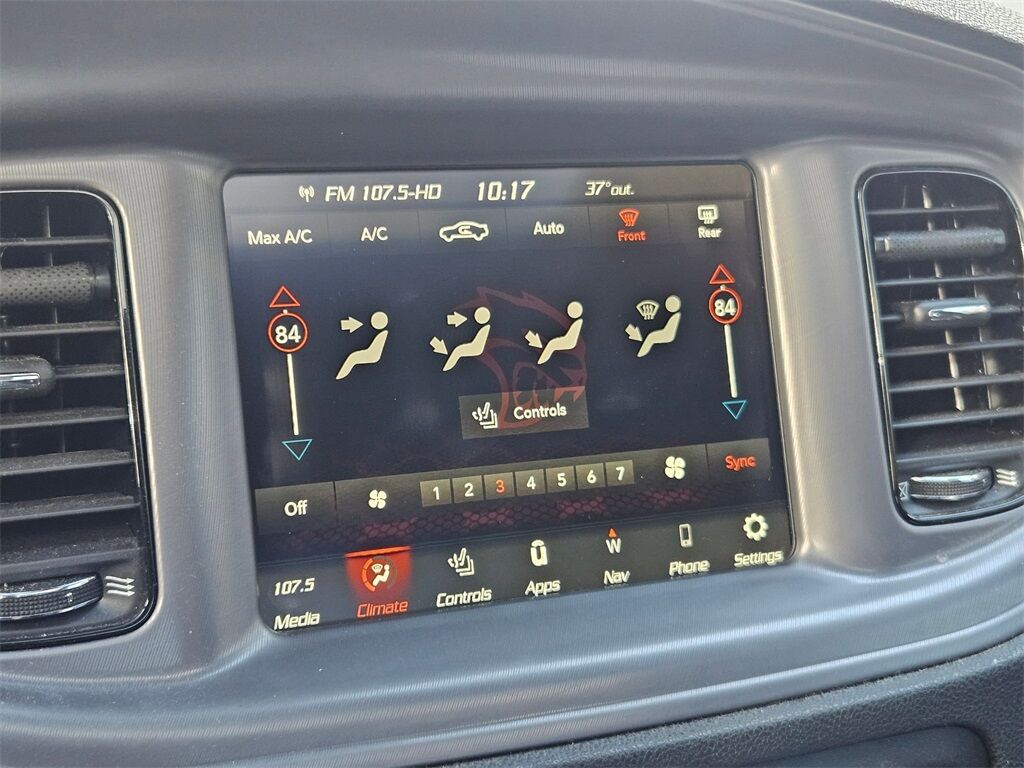 FM 107.5-HD 10:17 37° out.
Max A/C A/C Auto Front Rear
84 84
Controls
Off 1 2 3 4 5 6 7 Sync
107.5 W
Media Climate Controls Apps Nav Phone Settings